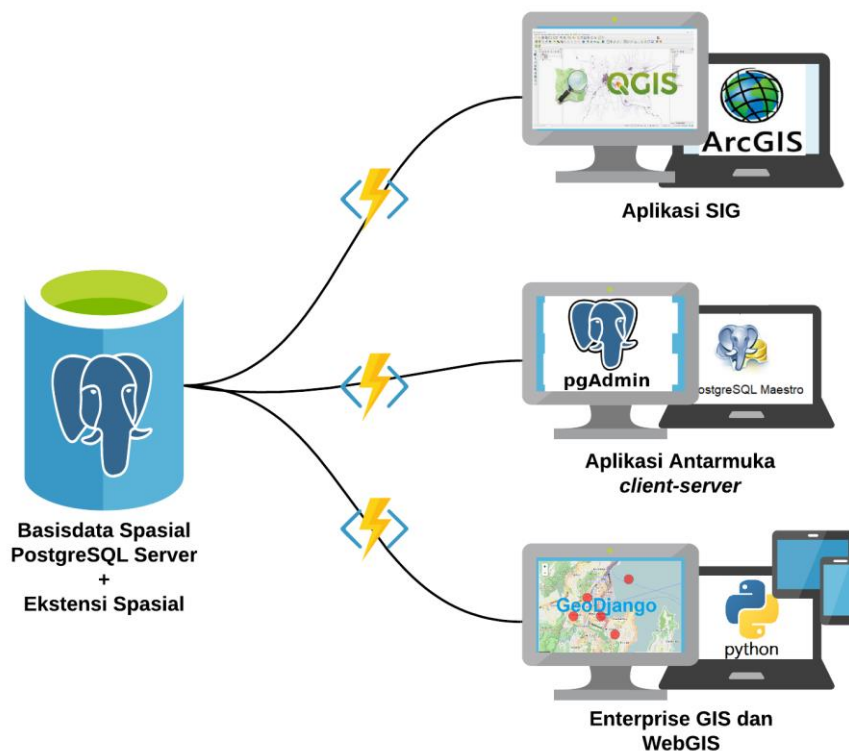 QGIS
ArcGIS
Aplikasi SIG
pgAdmin
PostgreSQL Maestro
Aplikasi Antarmuka
client-server
Basisdata Spasial
PostgreSQL Server
+
Ekstensi Spasial
GeoDjango
python
Enterprise GIS dan
WebGIS